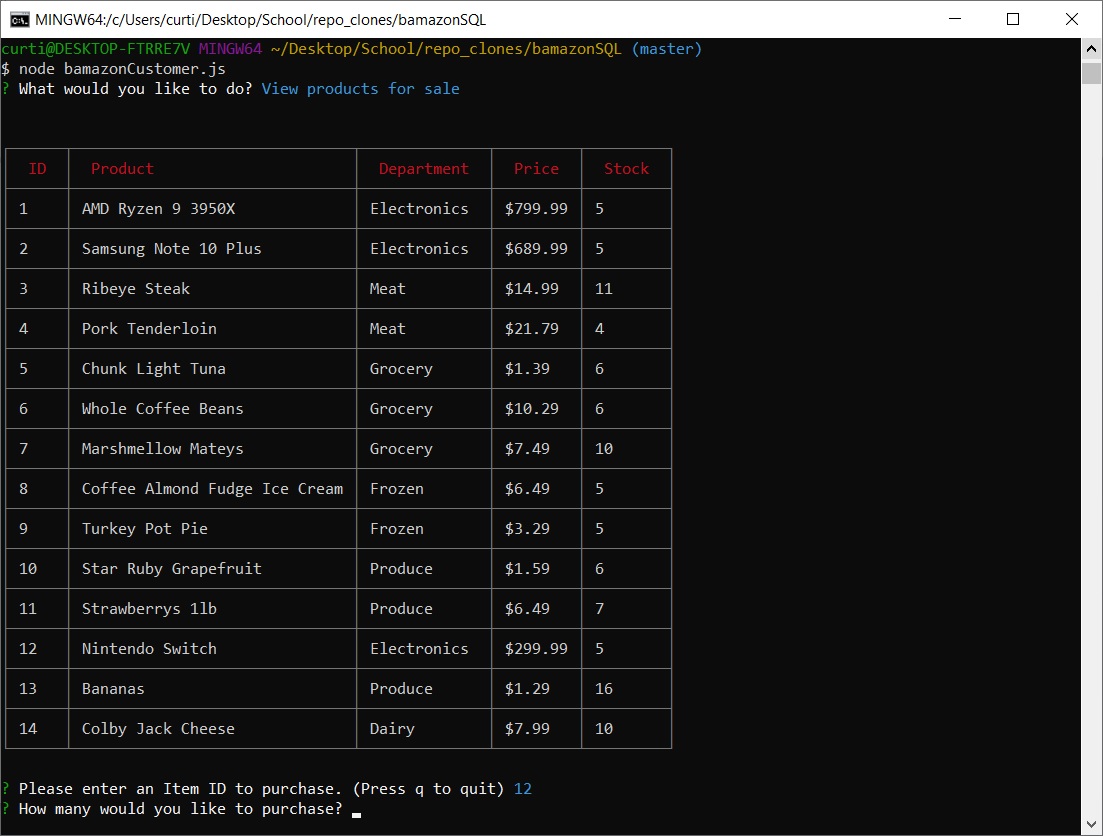 MINGW64:/c/Users/curti/Desktop/School/repo_clones/bamazonSQL
curti@DESKTOP-FTRRE7V MINGW64 ~/Desktop/School/repo_clones/bamazonSQL (master)
$ node bamazonCustomer.js
? What would you like to do? View products for sale
ID Product Department Price Stock
1 AMD Ryzen 9 3950X Electronics $799.99 5
2 Samsung Note 10 Plus Electronics $689.99 5
3 Ribeye Steak Meat $14.99 11
4 Pork Tenderloin Meat $21.79 4
5 Chunk Light Tuna Grocery $1.39 6
6 Whole Coffee Beans Grocery $10.29 6
7 Marshmellow Mateys Grocery $7.49 10
8 Coffee Almond Fudge Ice Cream Frozen $6.49 5
9 Turkey Pot Pie Frozen $3.29 5
10 Star Ruby Grapefruit Produce $1.59 6
11 Strawberrys 1lb Produce $6.49 7
12 Nintendo Switch Electronics $299.99 5
13 Bananas Produce $1.29 16
14 Colby Jack Cheese Dairy $7.99 10
? Please enter an Item ID to purchase. (Press q to quit) 12
? How many would you like to purchase?